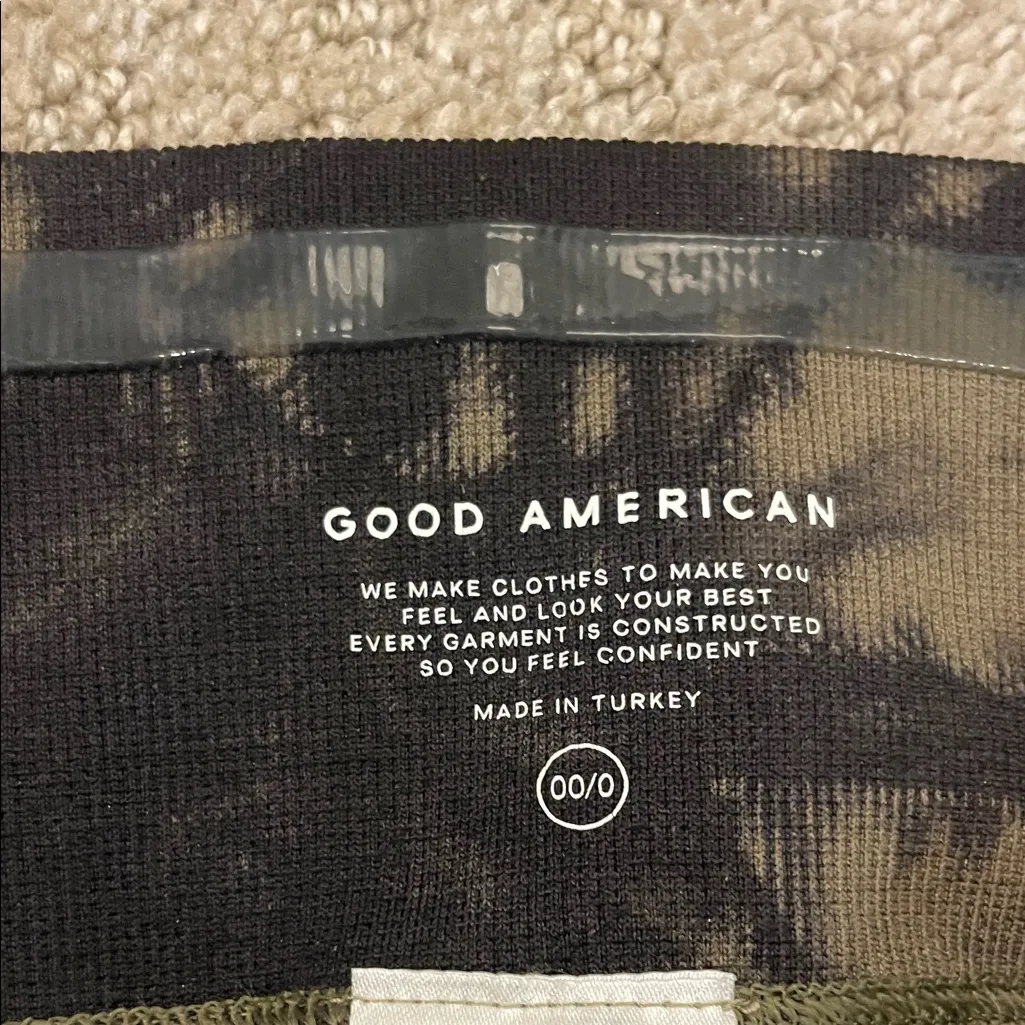 GOOD AMERICAN
WE MAKE CLOTHES TO MAKE YOU
FEEL AND LOOK YOUR BEST
EVERY GARMENT IS CONSTRUCTED
SO YOU FEEL CONFIDENT
MADE IN TURKEY
00/0